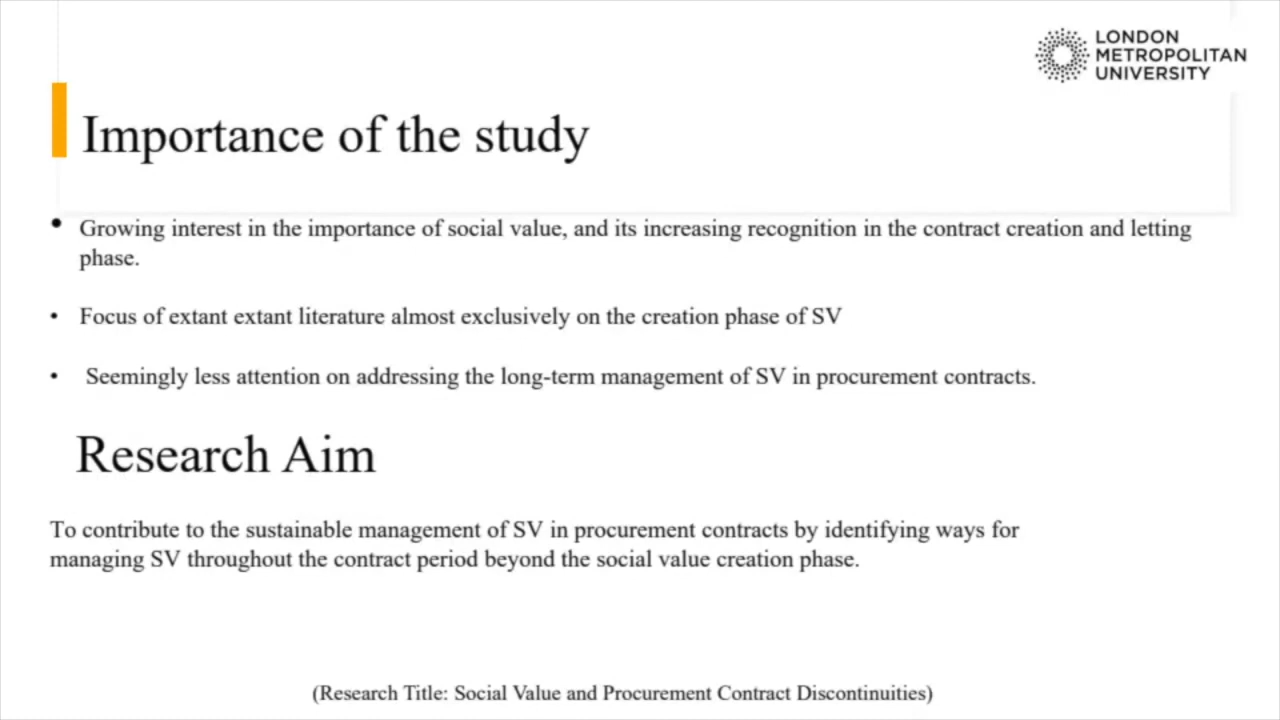 LONDON
METROPOLITAN
UNIVERSITY
Importance of the study
• Growing interest in the importance of social value, and its increasing recognition in the contract creation and letting
phase.
• Focus of extant extant literature almost exclusively on the creation phase of SV
• Seemingly less attention on addressing the long-term management of SV in procurement contracts.
Research Aim
To contribute to the sustainable management of SV in procurement contracts by identifying ways for
managing SV throughout the contract period beyond the social value creation phase.
(Research Title: Social Value and Procurement Contract Discontinuities)